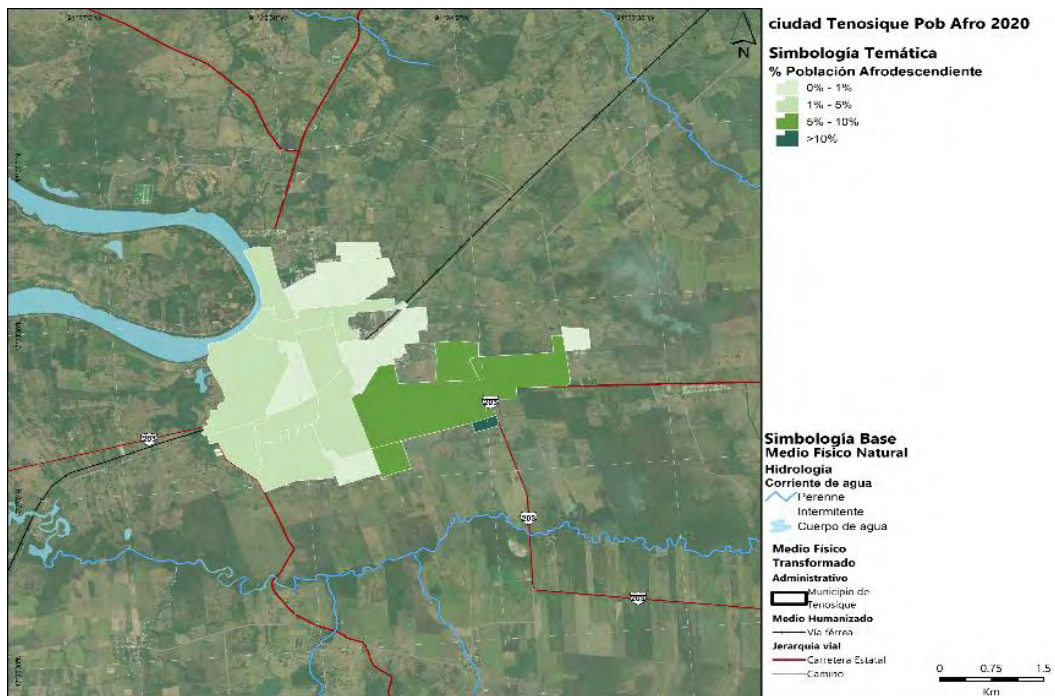 ciudad Tenosique Pob Afro 2020
N
Simbología Temática
% Población Afrodescendiente
0% - 1%
1% - 5%
5% - 10%
>10%
203
203
203
Simbología Base
Medio Físico Natural
Hidrología
Corriente de agua
Perenne
Intermitente
Cuerpo de agua
Medio Físico
Transformado
Administrativo
Municipio de
Tenosique
Medio Humanizado
Vía férrea
Jerarquia vial
Carretera Estatal
Camino
0 0.75 1.5
Km